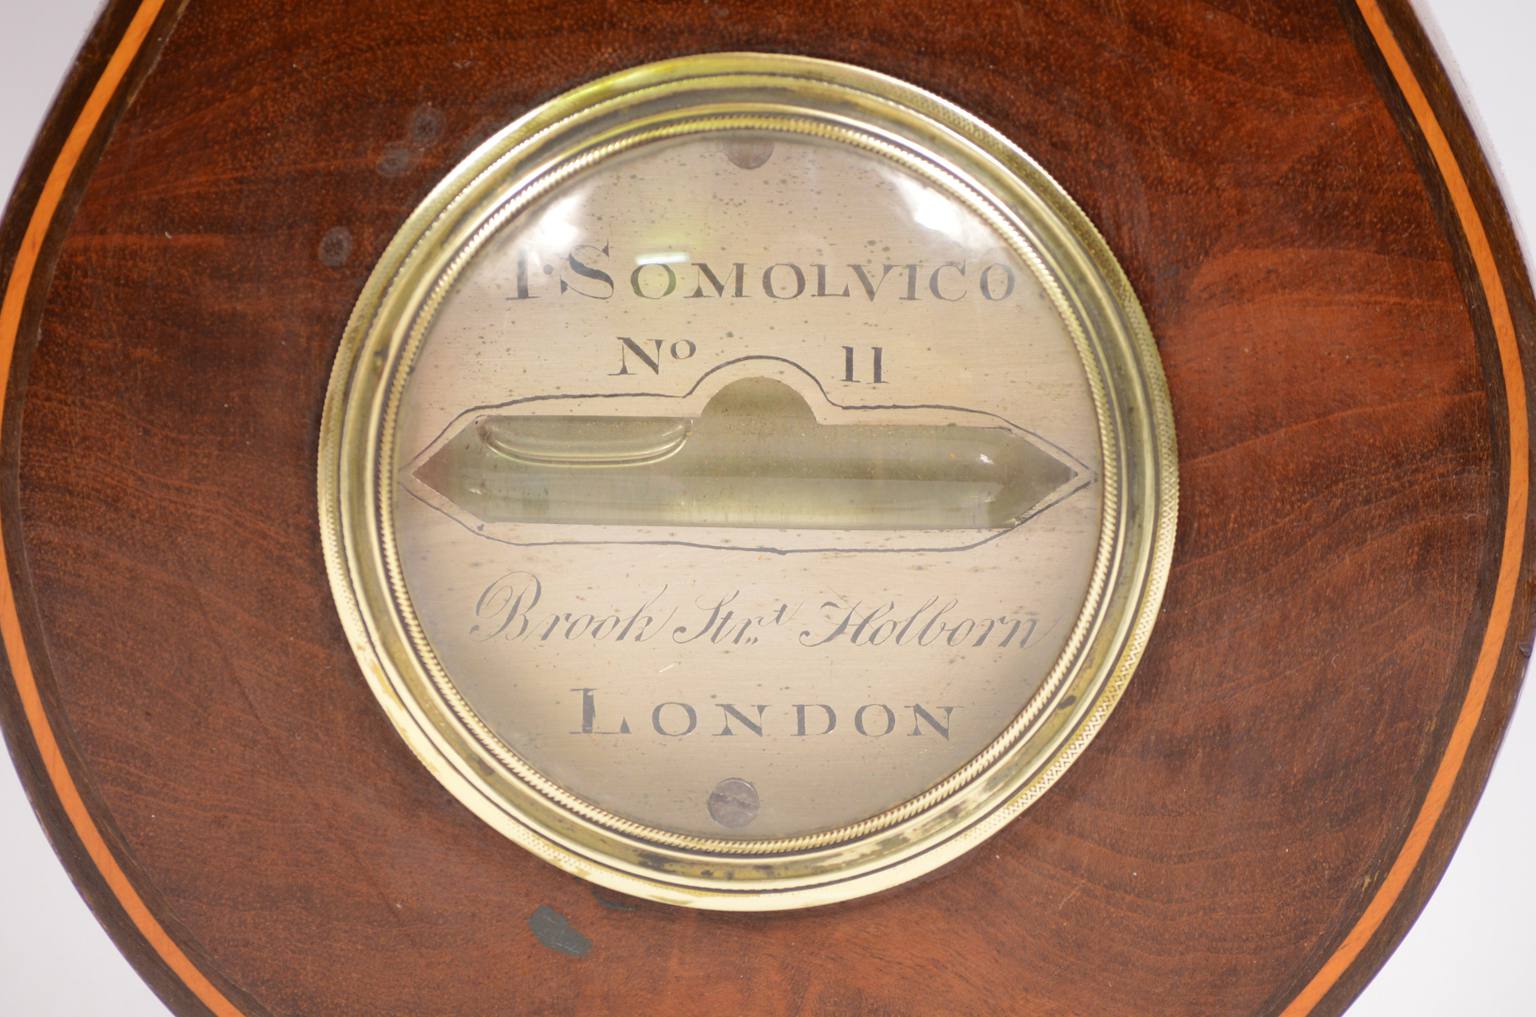 I·SOMOLVICO
No 11
Brook Strt Holborn
LONDON